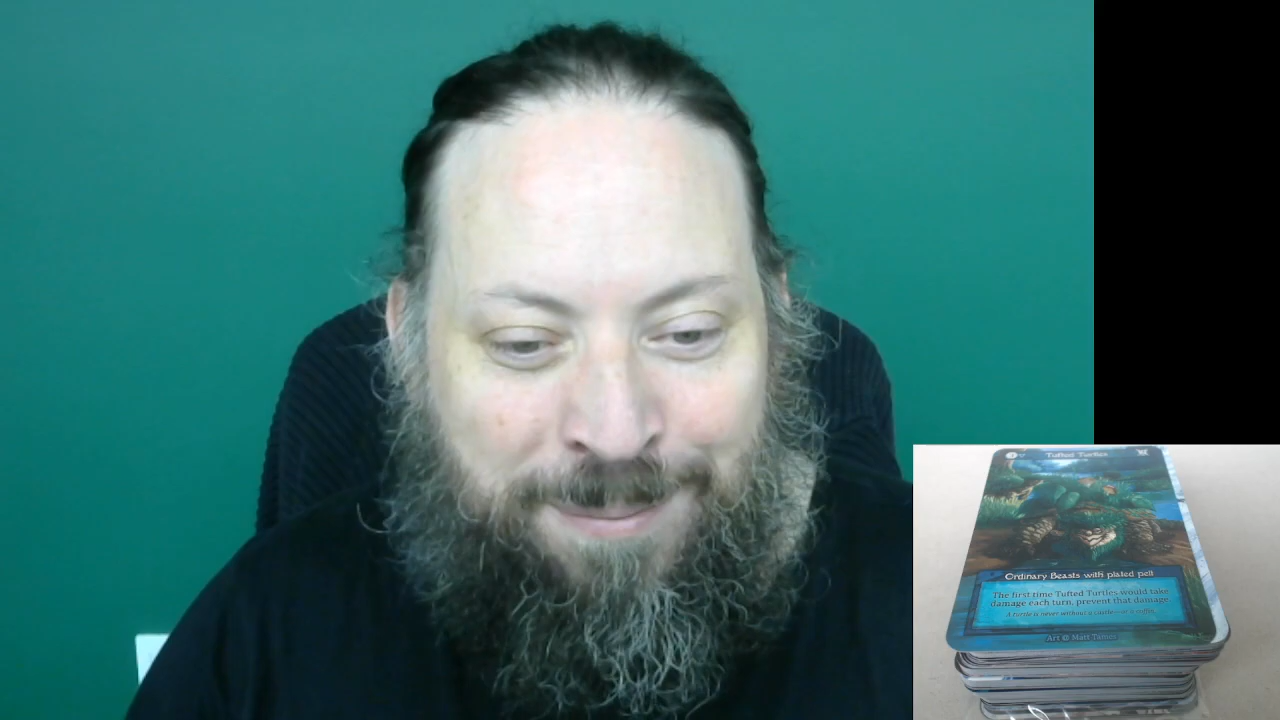 Tufted Turtles
Ordinary Beasts with plated pelt
The first time Tufted Turtles would take
damage each turn, prevent that damage.
Art @ Matt Tames